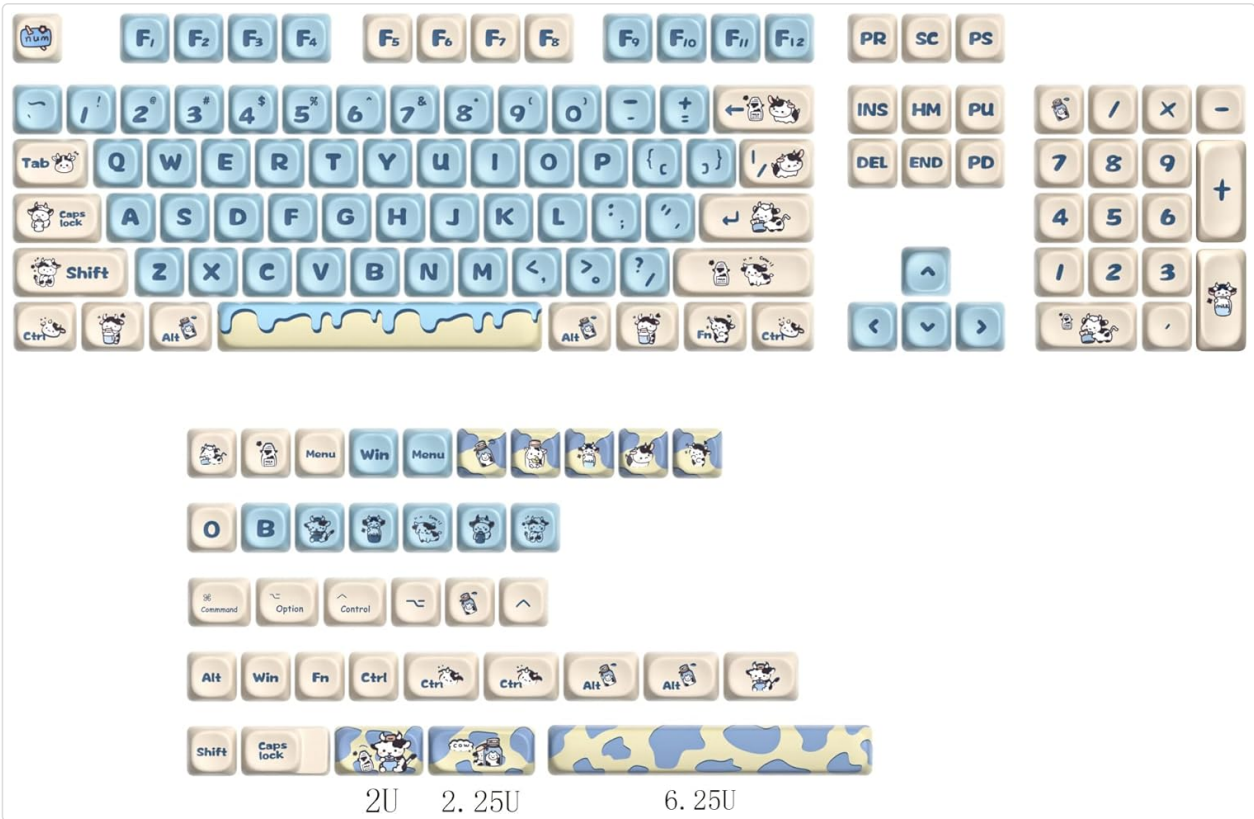 num F1 F2 F3 F4 F5 F6 F7 F8 F9 F10 F11 F12 PR SC PS
~ ` 1 ! 2 @ 3 # 4 $ 5 % 6 ^ 7 & 8 * 9 ( 0 ) - - + = ← INS HM PU / × -
Tab Q W E R T Y U I O P { [ ] } \ / DEL END PD 7 8 9 +
Caps lock A S D F G H J K L : ; " , ↵ 4 5 6
Shift Z X C V B N M < , > . ? / ^ 1 2 3
Ctrl Alt Alt Fn Ctrl < ⌄ > ,
Menu Win Menu
O B
⌘ Commmand ⌥ Option ^ Control ⌥ ^
Alt Win Fn Ctrl Ctrl Ctrl Alt Alt
Shift Caps lock cow
2U 2.25U 6.25U